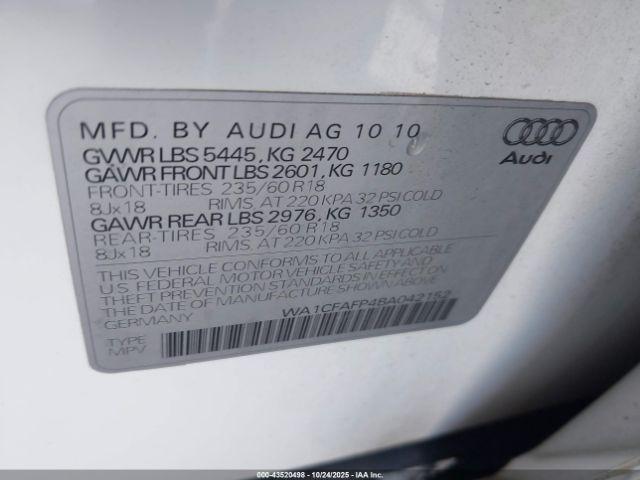 MFD. BY AUDI AG 10 10
GVWR LBS 5445, KG 2470
GAWR FRONT LBS 2601, KG 1180
FRONT-TIRES 235/60 R18
8Jx18 RIMS, AT 220 KPA 32 PSI COLD
GAWR REAR LBS 2976, KG 1350
REAR-TIRES 235/60 R18
8Jx18 RIMS, AT 220 KPA 32 PSI COLD
THIS VEHICLE CONFORMS TO ALL APPLICABLE
U.S. FEDERAL MOTOR VEHICLE SAFETY AND
THEFT PREVENTION STANDARDS IN EFFECT ON
THE DATE OF MANUFACTURE SHOWN ABOVE.
GERMANY
WA1CFAFP4BA042152
TYPE
MPV
Audi
000-43520498 - 10/24/2025 - www.iaai.com